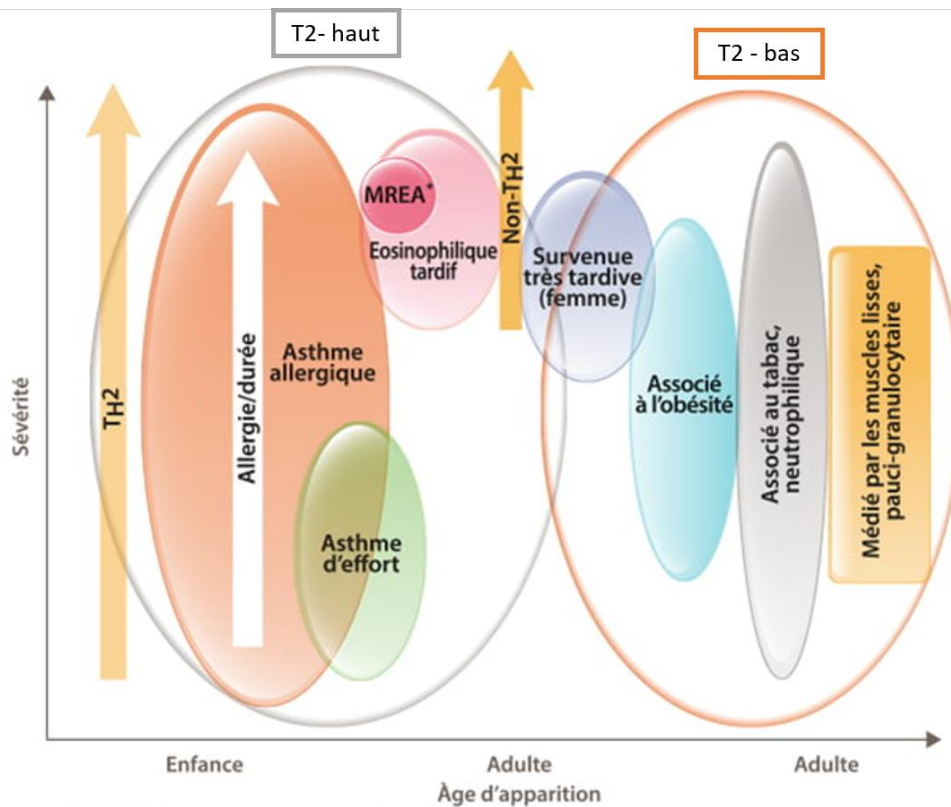 T2- haut
T2 - bas
Sévérité
TH2
Allergie/durée
Asthme
allergique
Asthme
d'effort
MREA*
Eosinophilique
tardif
Non-TH2
Survenue
très tardive
(femme)
Associé
à l'obésité
Associé au tabac,
neutrophilique
Médié par les muscles lisses,
pauci-granulocytaire
Enfance
Adulte
Adulte
Àge d'apparition